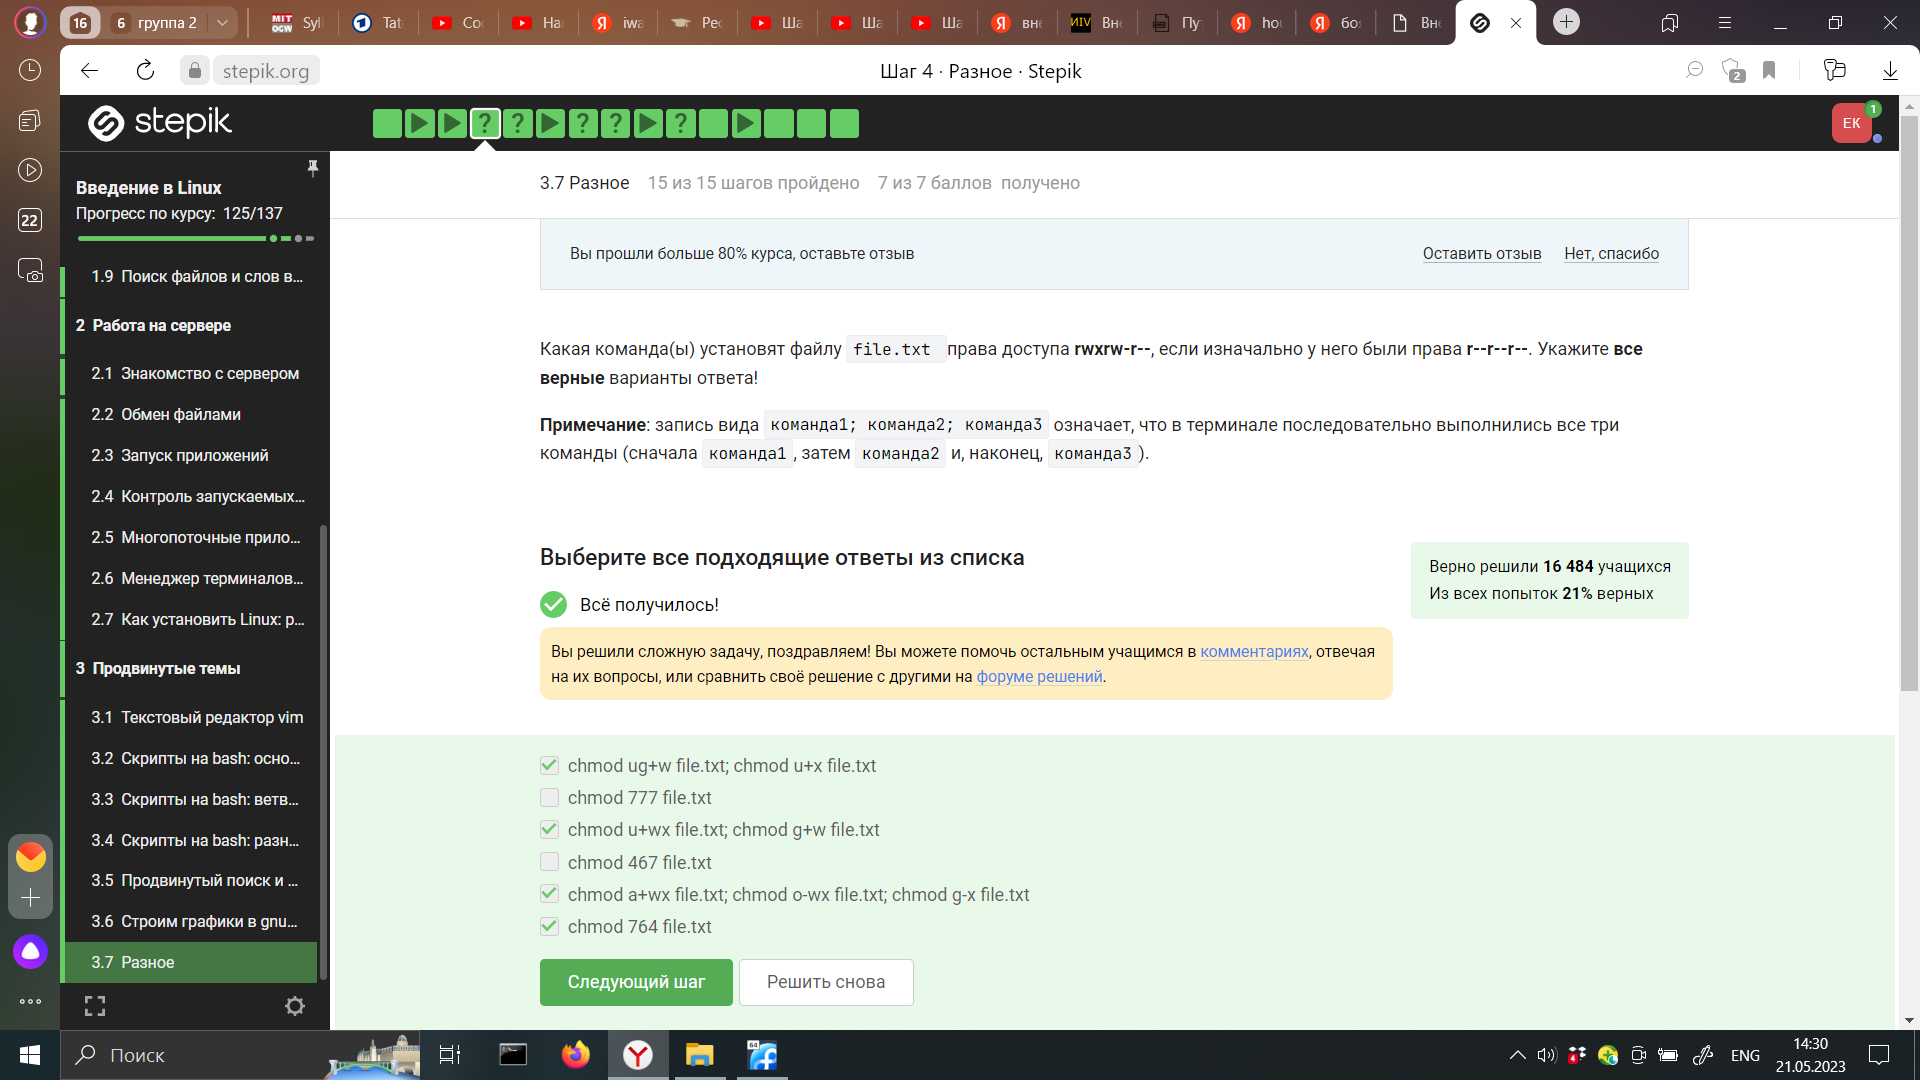 16
6 группа 2
MIT OCW Syll
Tat
Сос
На
iwa
Рес
Ша
Ша
Ша
вне
ИIV Вне
Пу
hou
боя
Вне
stepik.org
Шаг 4 · Разное · Stepik
2
22
stepik
? ? ? ? ?
ЕК
1
Введение в Linux
Прогресс по курсу: 125/137
1.9 Поиск файлов и слов в...
2 Работа на сервере
2.1 Знакомство с сервером
2.2 Обмен файлами
2.3 Запуск приложений
2.4 Контроль запускаемых...
2.5 Многопоточные прило...
2.6 Менеджер терминалов...
2.7 Как установить Linux: р...
3 Продвинутые темы
3.1 Текстовый редактор vim
3.2 Скрипты на bash: осно...
3.3 Скрипты на bash: ветв...
3.4 Скрипты на bash: разн...
3.5 Продвинутый поиск и ...
3.6 Строим графики в gnu...
3.7 Разное
3.7 Разное 15 из 15 шагов пройдено 7 из 7 баллов получено
Вы прошли больше 80% курса, оставьте отзыв Оставить отзыв Нет, спасибо
Какая команда(ы) установят файлу file.txt права доступа rwxrw-r--, если изначально у него были права r--r--r--. Укажите все
верные варианты ответа!
Примечание: запись вида команда1; команда2; команда3 означает, что в терминале последовательно выполнились все три
команды (сначала команда1, затем команда2 и, наконец, команда3).
Выберите все подходящие ответы из списка
Верно решили 16 484 учащихся
Из всех попыток 21% верных
Всё получилось!
Вы решили сложную задачу, поздравляем! Вы можете помочь остальным учащимся в комментариях, отвечая
на их вопросы, или сравнить своё решение с другими на форуме решений.
chmod ug+w file.txt; chmod u+x file.txt
chmod 777 file.txt
chmod u+wx file.txt; chmod g+w file.txt
chmod 467 file.txt
chmod a+wx file.txt; chmod o-wx file.txt; chmod g-x file.txt
chmod 764 file.txt
Следующий шаг Решить снова
Поиск
64
4
ENG
14:30
21.05.2023